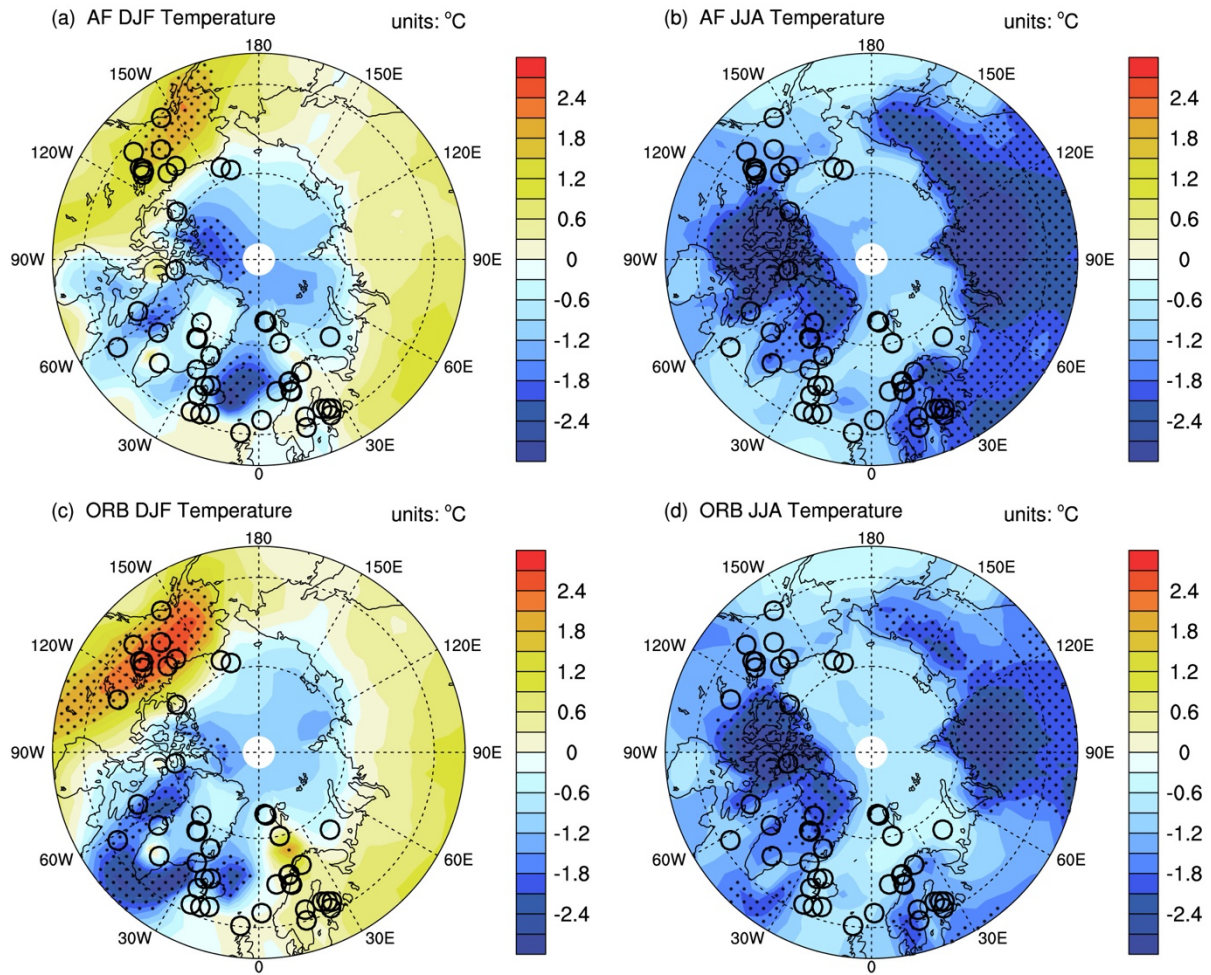 (a) AF DJF Temperature units: °C
180
150W
150E
120W
120E
90W
90E
60W
60E
30W
30E
0
2.4
1.8
1.2
0.6
0
-0.6
-1.2
-1.8
-2.4
(b) AF JJA Temperature units: °C
180
150W
150E
120W
120E
90W
90E
60W
60E
30W
30E
0
2.4
1.8
1.2
0.6
0
-0.6
-1.2
-1.8
-2.4
(c) ORB DJF Temperature units: °C
180
150W
150E
120W
120E
90W
90E
60W
60E
30W
30E
0
2.4
1.8
1.2
0.6
0
-0.6
-1.2
-1.8
-2.4
(d) ORB JJA Temperature units: °C
180
150W
150E
120W
120E
90W
90E
60W
60E
30W
30E
0
2.4
1.8
1.2
0.6
0
-0.6
-1.2
-1.8
-2.4